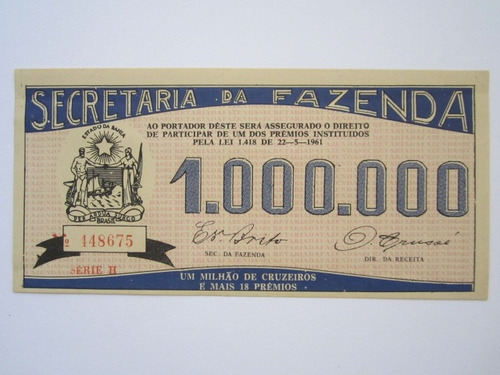 SECRETARIA DA FAZENDA
AO PORTADOR DÊSTE SERÁ ASSEGURADO O DIREITO
DE PARTICIPAR DE UM DOS PRÊMIOS INSTITUIDOS
PELA LEI 1.418 DE 22—5—1961
ESTADO DA BAHIA
1.000.000
BRASIL
Nº 148675
SÉRIE H
SEC. DA FAZENDA
DIR. DA RECEITA
UM MILHÃO DE CRUZEIROS
E MAIS 18 PRÊMIOS